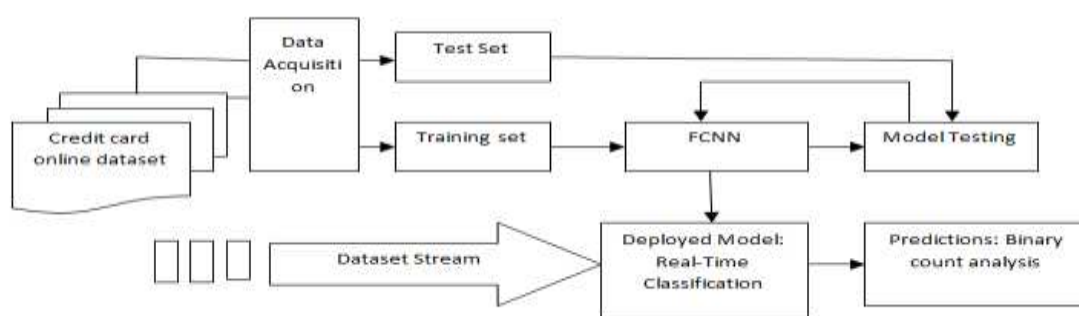 Data
Acquisiti
on
Test Set
Credit card
online dataset
Training set
FCNN
Model Testing
Dataset Stream
Deployed Model:
Real-Time
Classification
Predictions: Binary
count analysis